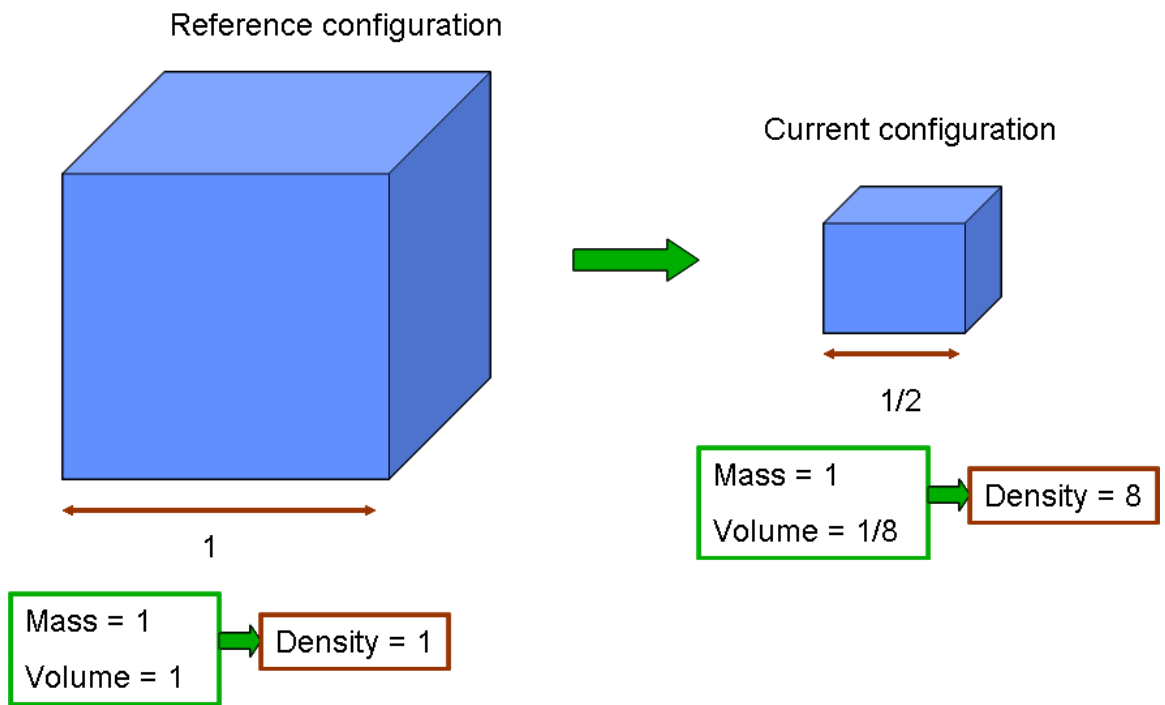 Reference configuration
1
Mass = 1
Volume = 1
Density = 1
Current configuration
1/2
Mass = 1
Volume = 1/8
Density = 8